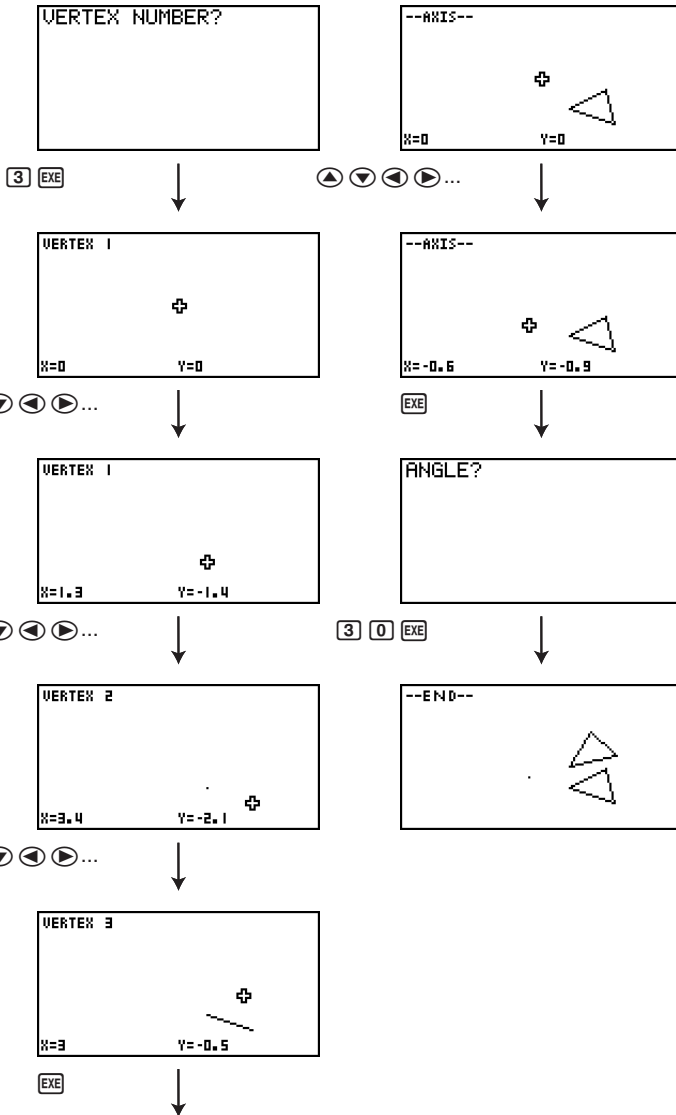 VERTEX NUMBER?
3 EXE
VERTEX 1
X=0 Y=0
...
VERTEX 1
X=1.3 Y=-1.4
...
VERTEX 2
X=3.4 Y=-2.1
...
VERTEX 3
X=3 Y=-0.5
EXE
--AXIS--
X=0 Y=0
...
--AXIS--
X=-0.6 Y=-0.9
EXE
ANGLE?
3 0 EXE
--END--